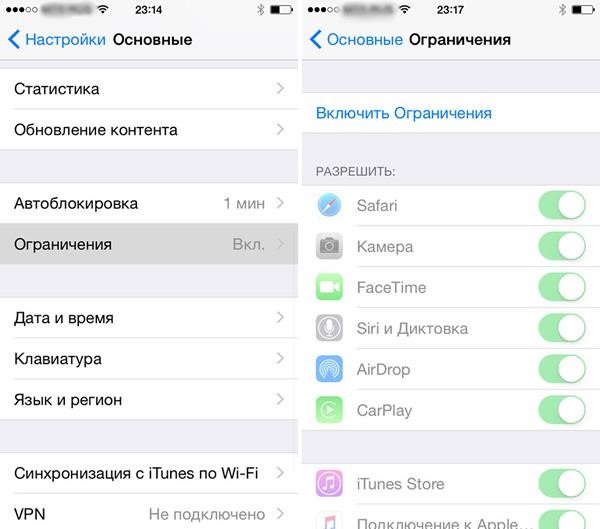 23:14
Настройки Основные
Статистика
Обновление контента
Автоблокировка 1 мин
Ограничения Вкл.
Дата и время
Клавиатура
Язык и регион
Синхронизация с iTunes по Wi-Fi
VPN Не подключено
23:17
Основные Ограничения
Включить Ограничения
РАЗРЕШИТЬ:
Safari
Камера
FaceTime
Siri и Диктовка
AirDrop
CarPlay
iTunes Store
Подключение к Apple...